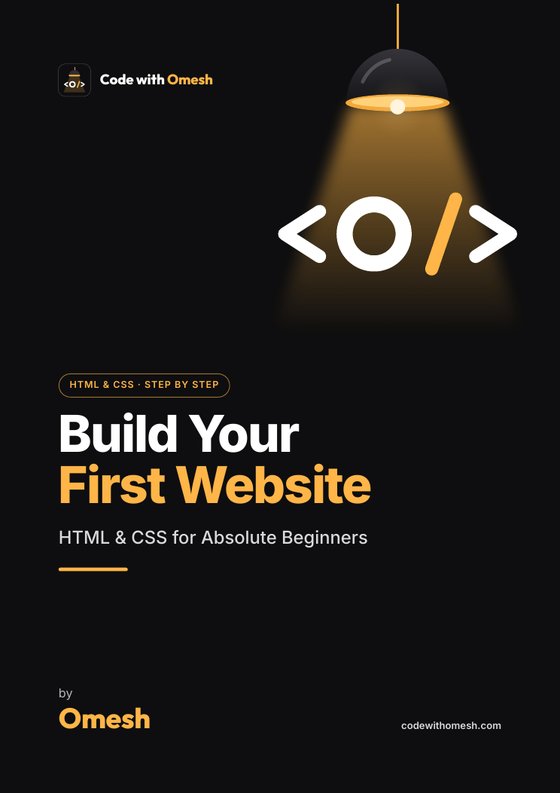 <O/>
Code with Omesh
<O/>
HTML & CSS · STEP BY STEP
Build Your
First Website
HTML & CSS for Absolute Beginners
by
Omesh
codewithomesh.com